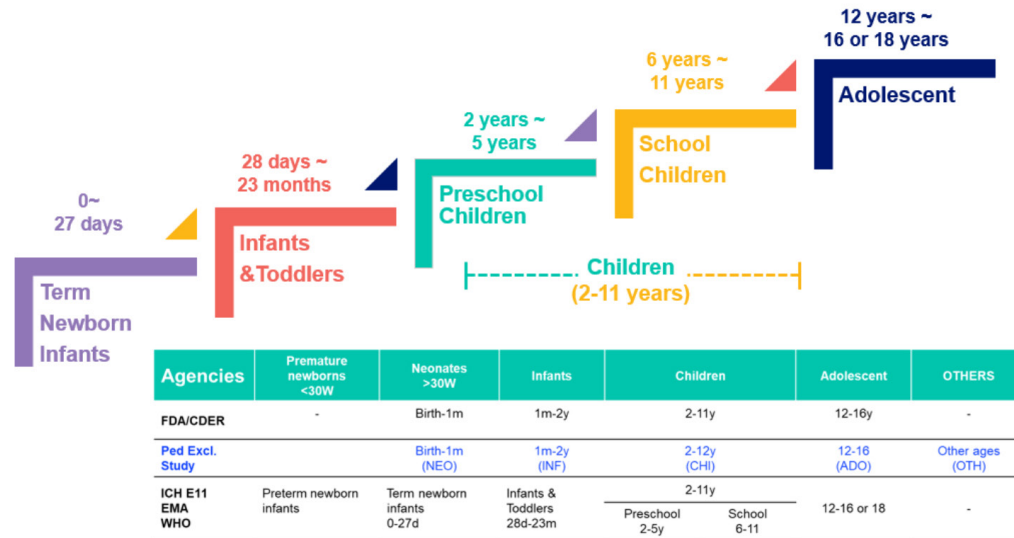 12 years ~
16 or 18 years
Adolescent
6 years ~
11 years
School
Children
2 years ~
5 years
Preschool
Children
28 days ~
23 months
Infants
&Toddlers
0~
27 days
Term
Newborn
Infants
Children
(2-11 years)
Agencies
Premature
newborns
<30W
Neonates
>30W
Infants
Children
Adolescent
OTHERS
FDA/CDER
-
Birth-1m
1m-2y
2-11y
12-16y
-
Ped Excl.
Study
Birth-1m
(NEO)
1m-2y
(INF)
2-12y
(CHI)
12-16
(ADO)
Other ages
(OTH)
ICH E11
EMA
WHO
Preterm newborn
infants
Term newborn
infants
0-27d
Infants &
Toddlers
28d-23m
2-11y
Preschool
2-5y
School
6-11
12-16 or 18
-